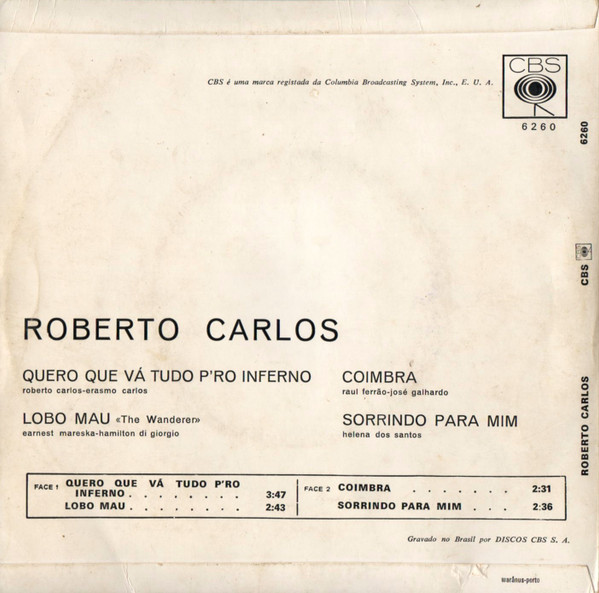 CBS é uma marca registada da Columbia Broadcasting System, Inc., E. U. A.
CBS
6260
6260
CBS
ROBERTO CARLOS
ROBERTO CARLOS
QUERO QUE VÁ TUDO P'RO INFERNO
roberto carlos-erasmo carlos
COIMBRA
raul ferrão-josé galhardo
LOBO MAU «The Wanderer»
earnest mareska-hamilton di giorgio
SORRINDO PARA MIM
helena dos santos
FACE 1 QUERO QUE VÁ TUDO P'RO
INFERNO . . . . . . . . 3:47
LOBO MAU . . . . . . . . 2:43
FACE 2 COIMBRA . . . . . . . 2:31
SORRINDO PARA MIM . . . 2:36
Gravado no Brasil por DISCOS CBS S. A.
marânus-porto